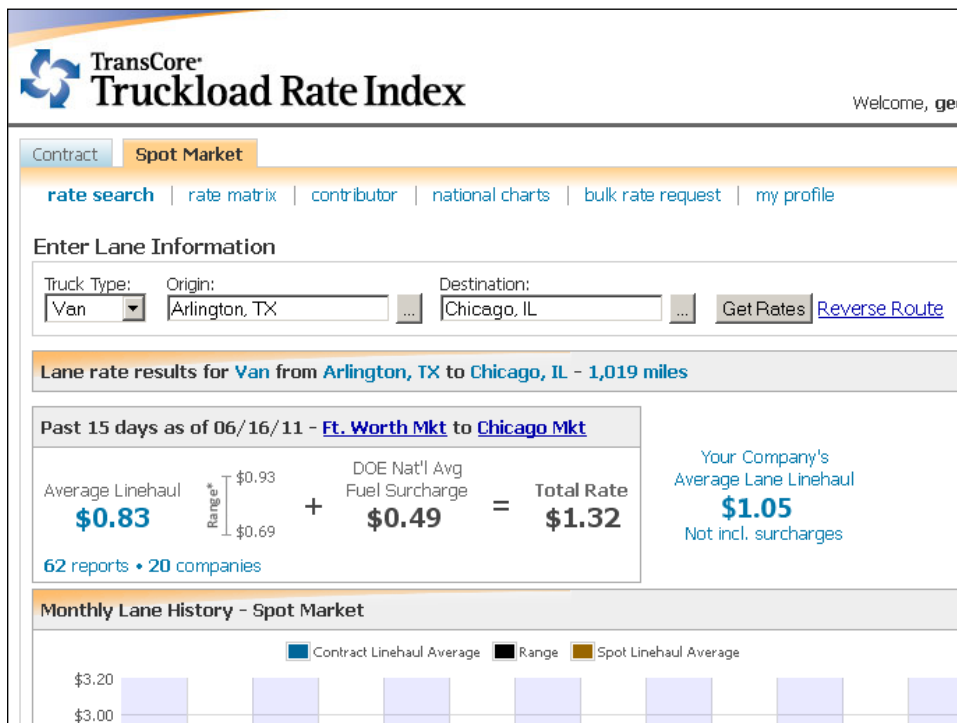 TransCore
Truckload Rate Index
Welcome,
Contract
Spot Market
rate search | rate matrix | contributor | national charts | bulk rate request | my profile
Enter Lane Information
Truck Type: Origin: Destination:
Van Arlington, TX ... Chicago, IL ... Get Rates Reverse Route
Lane rate results for Van from Arlington, TX to Chicago, IL - 1,019 miles
Past 15 days as of 06/16/11 - Ft. Worth Mkt to Chicago Mkt
Average Linehaul
$0.83
Range*
$0.93
$0.69
+
DOE Nat'l Avg
Fuel Surcharge
$0.49
=
Total Rate
$1.32
62 reports • 20 companies
Your Company's
Average Lane Linehaul
$1.05
Not incl. surcharges
Monthly Lane History - Spot Market
Contract Linehaul Average Range Spot Linehaul Average
$3.20
$3.00